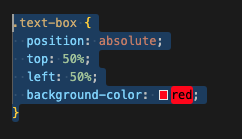 .text-box {
position: absolute;
top: 50%;
left: 50%;
background-color: red;
}